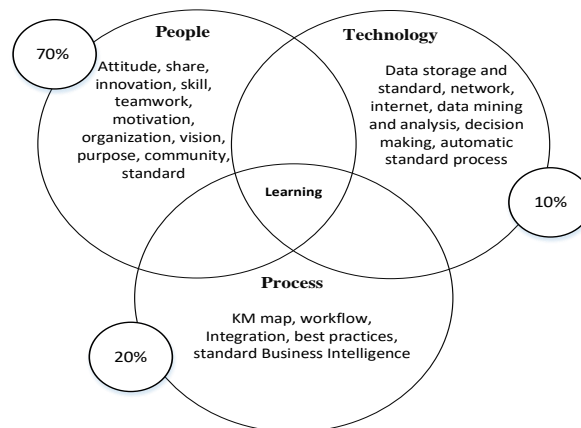 70%
People
Attitude, share,
innovation, skill,
teamwork,
motivation,
organization, vision,
purpose, community,
standard
Technology
Data storage and
standard, network,
internet, data mining
and analysis, decision
making, automatic
standard process
10%
Learning
Process
KM map, workflow,
Integration, best practices,
standard Business Intelligence
20%